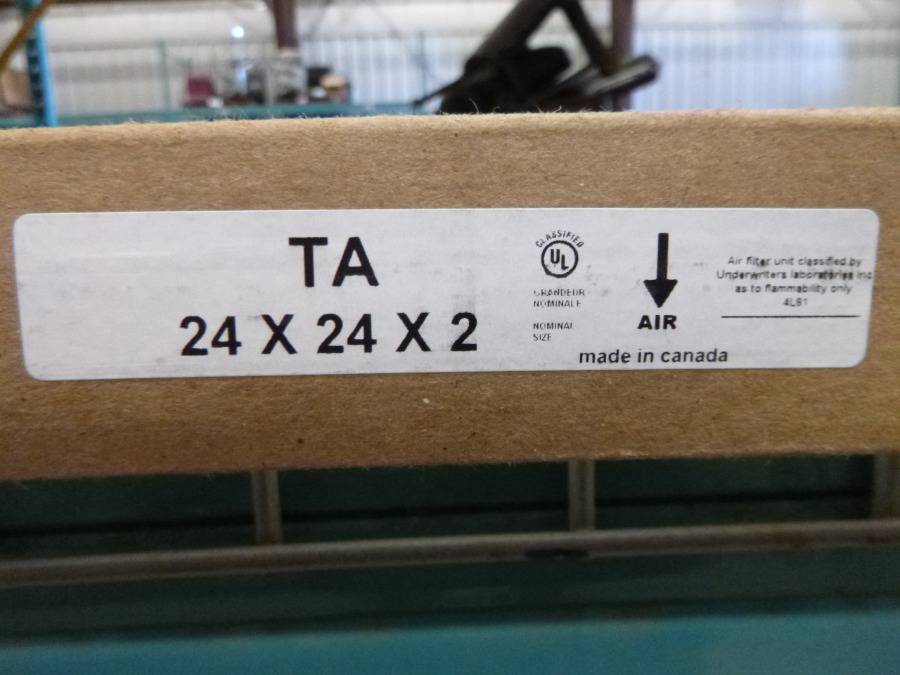 TA
24 X 24 X 2
CLASSIFIED
UL
GRANDEUR
NOMINALE
NOMINAL
SIZE
AIR
made in canada
Air filter unit classified by
Underwriters laboratories inc
as to flammability only
4L81